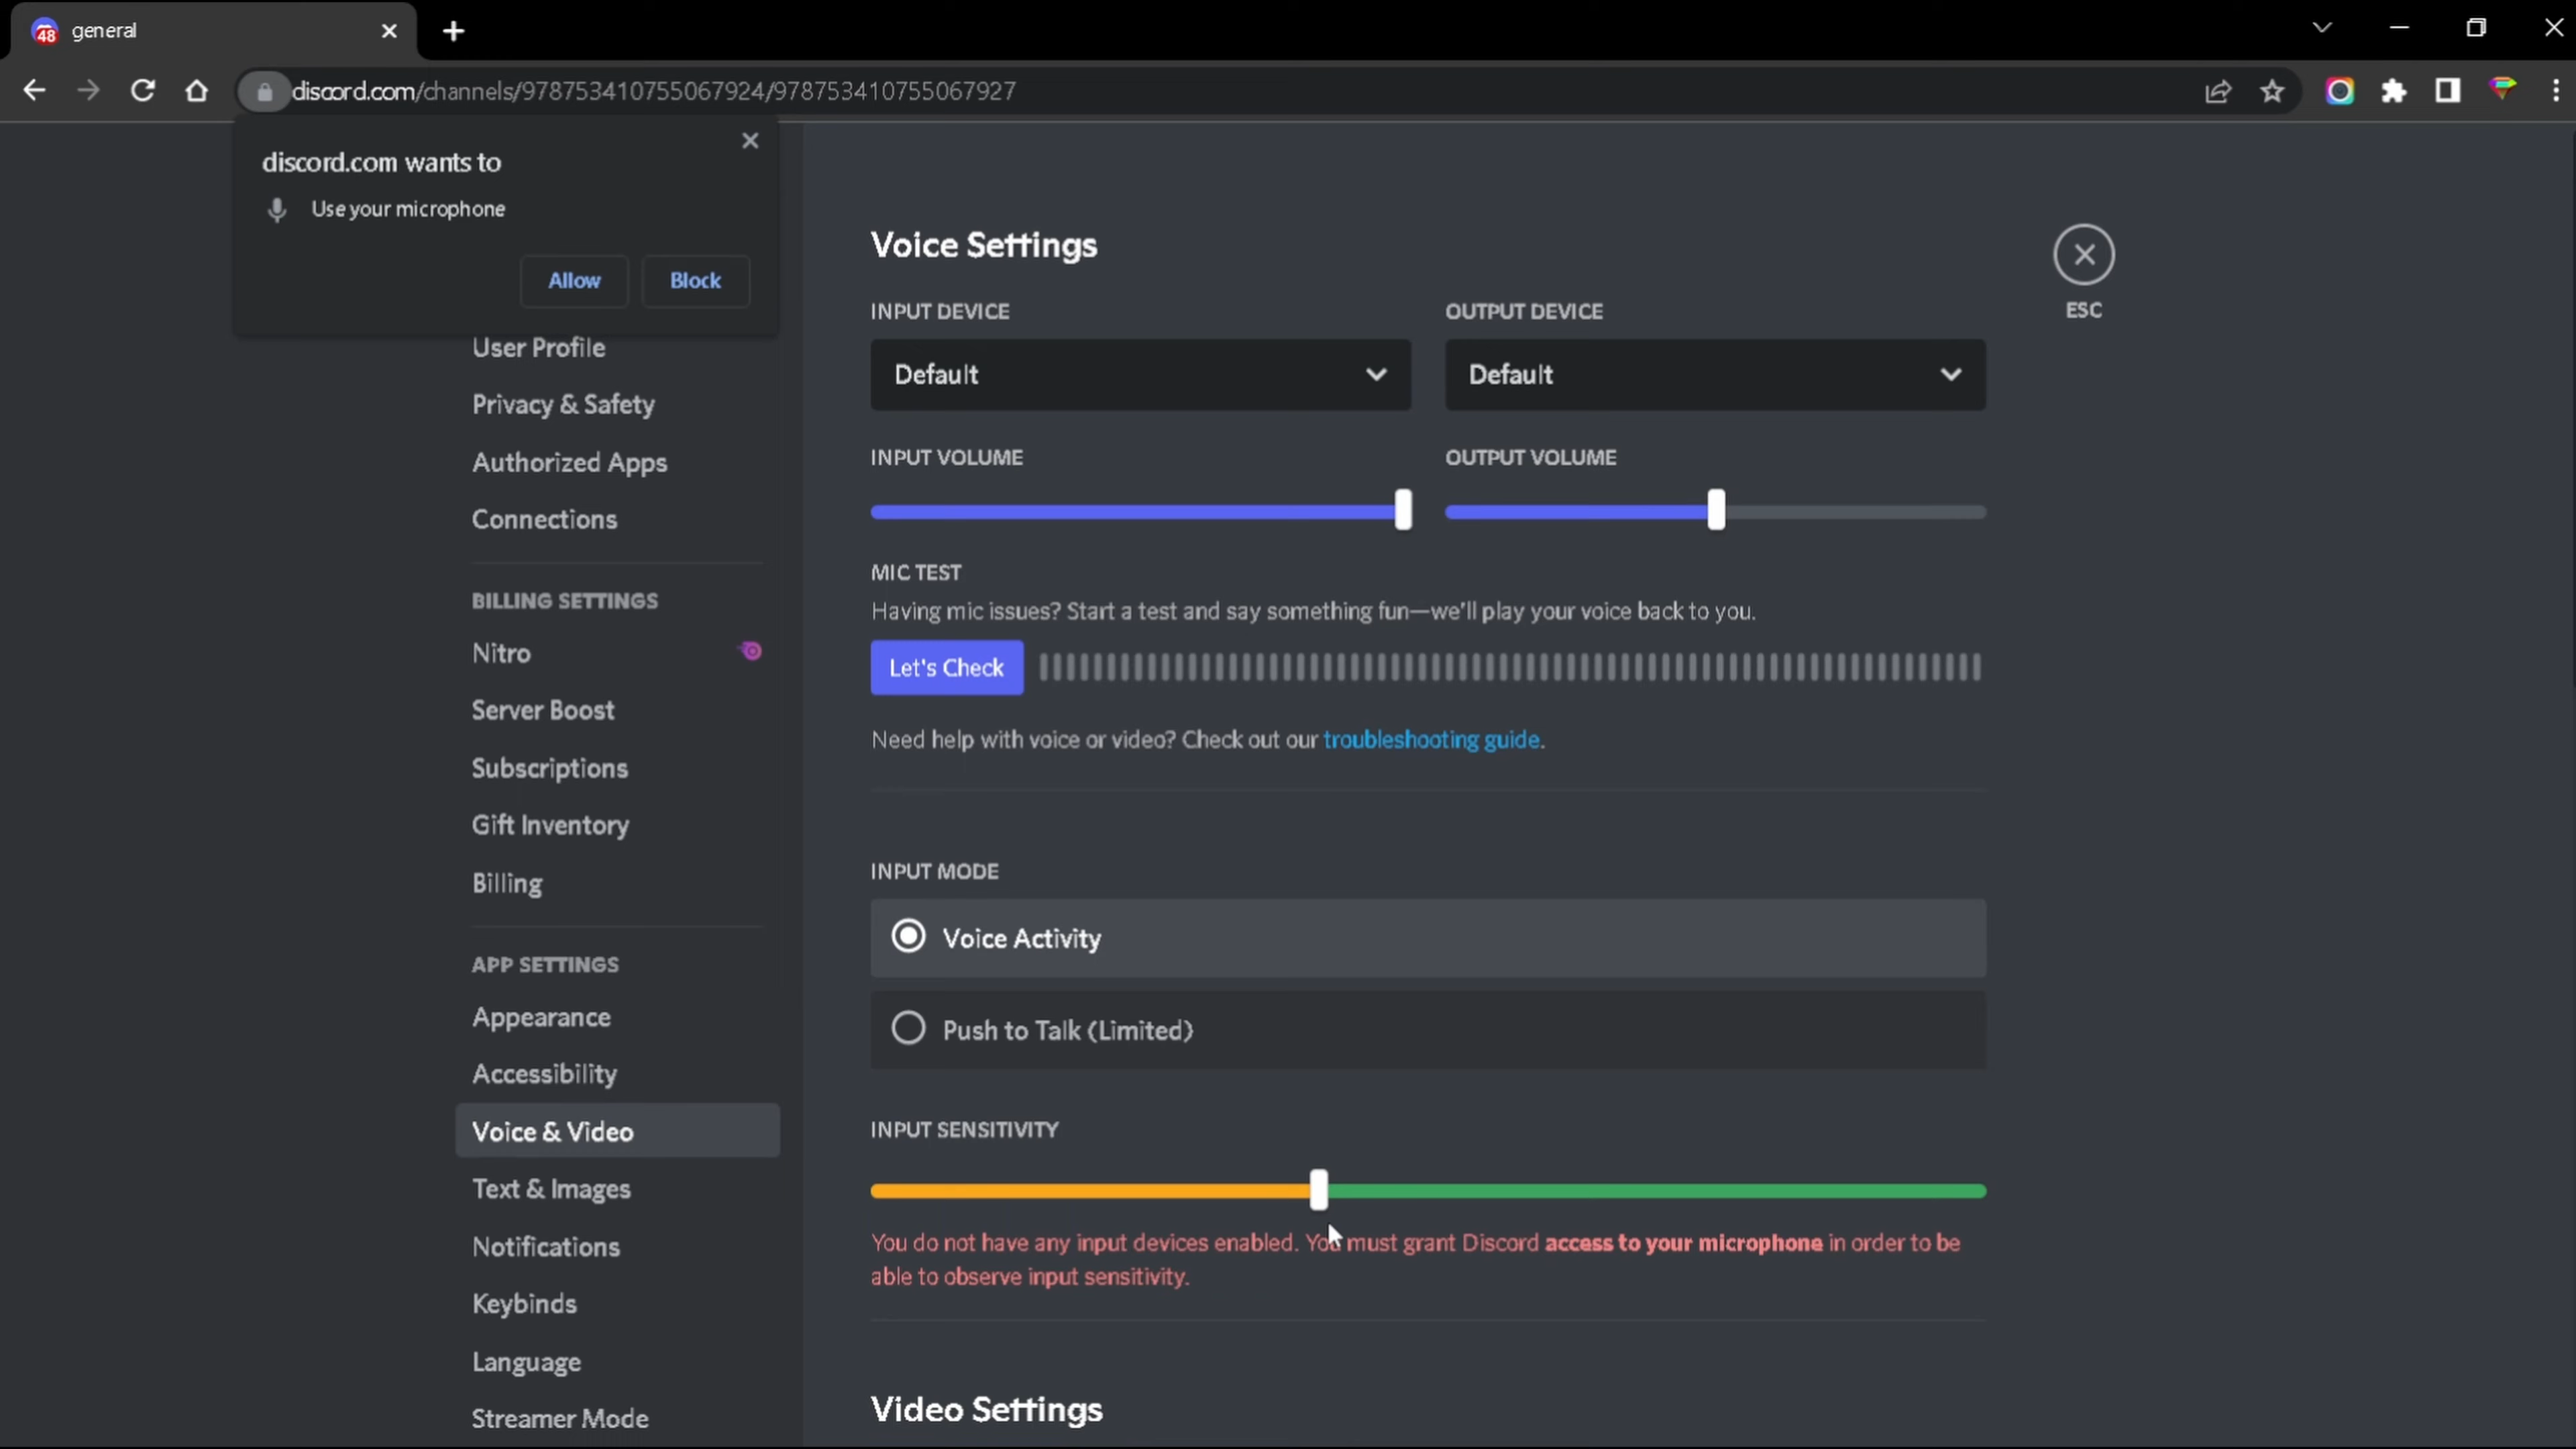 48 general
discord.com/channels/978753410755067924/978753410755067927
discord.com wants to
Use your microphone
Allow Block
User Profile
Privacy & Safety
Authorized Apps
Connections
BILLING SETTINGS
Nitro
Server Boost
Subscriptions
Gift Inventory
Billing
APP SETTINGS
Appearance
Accessibility
Voice & Video
Text & Images
Notifications
Keybinds
Language
Streamer Mode
Voice Settings
INPUT DEVICE OUTPUT DEVICE
Default Default
INPUT VOLUME OUTPUT VOLUME
MIC TEST
Having mic issues? Start a test and say something fun—we'll play your voice back to you.
Let's Check
Need help with voice or video? Check out our troubleshooting guide.
INPUT MODE
Voice Activity
Push to Talk (Limited)
INPUT SENSITIVITY
You do not have any input devices enabled. You must grant Discord access to your microphone in order to be
able to observe input sensitivity.
Video Settings
ESC